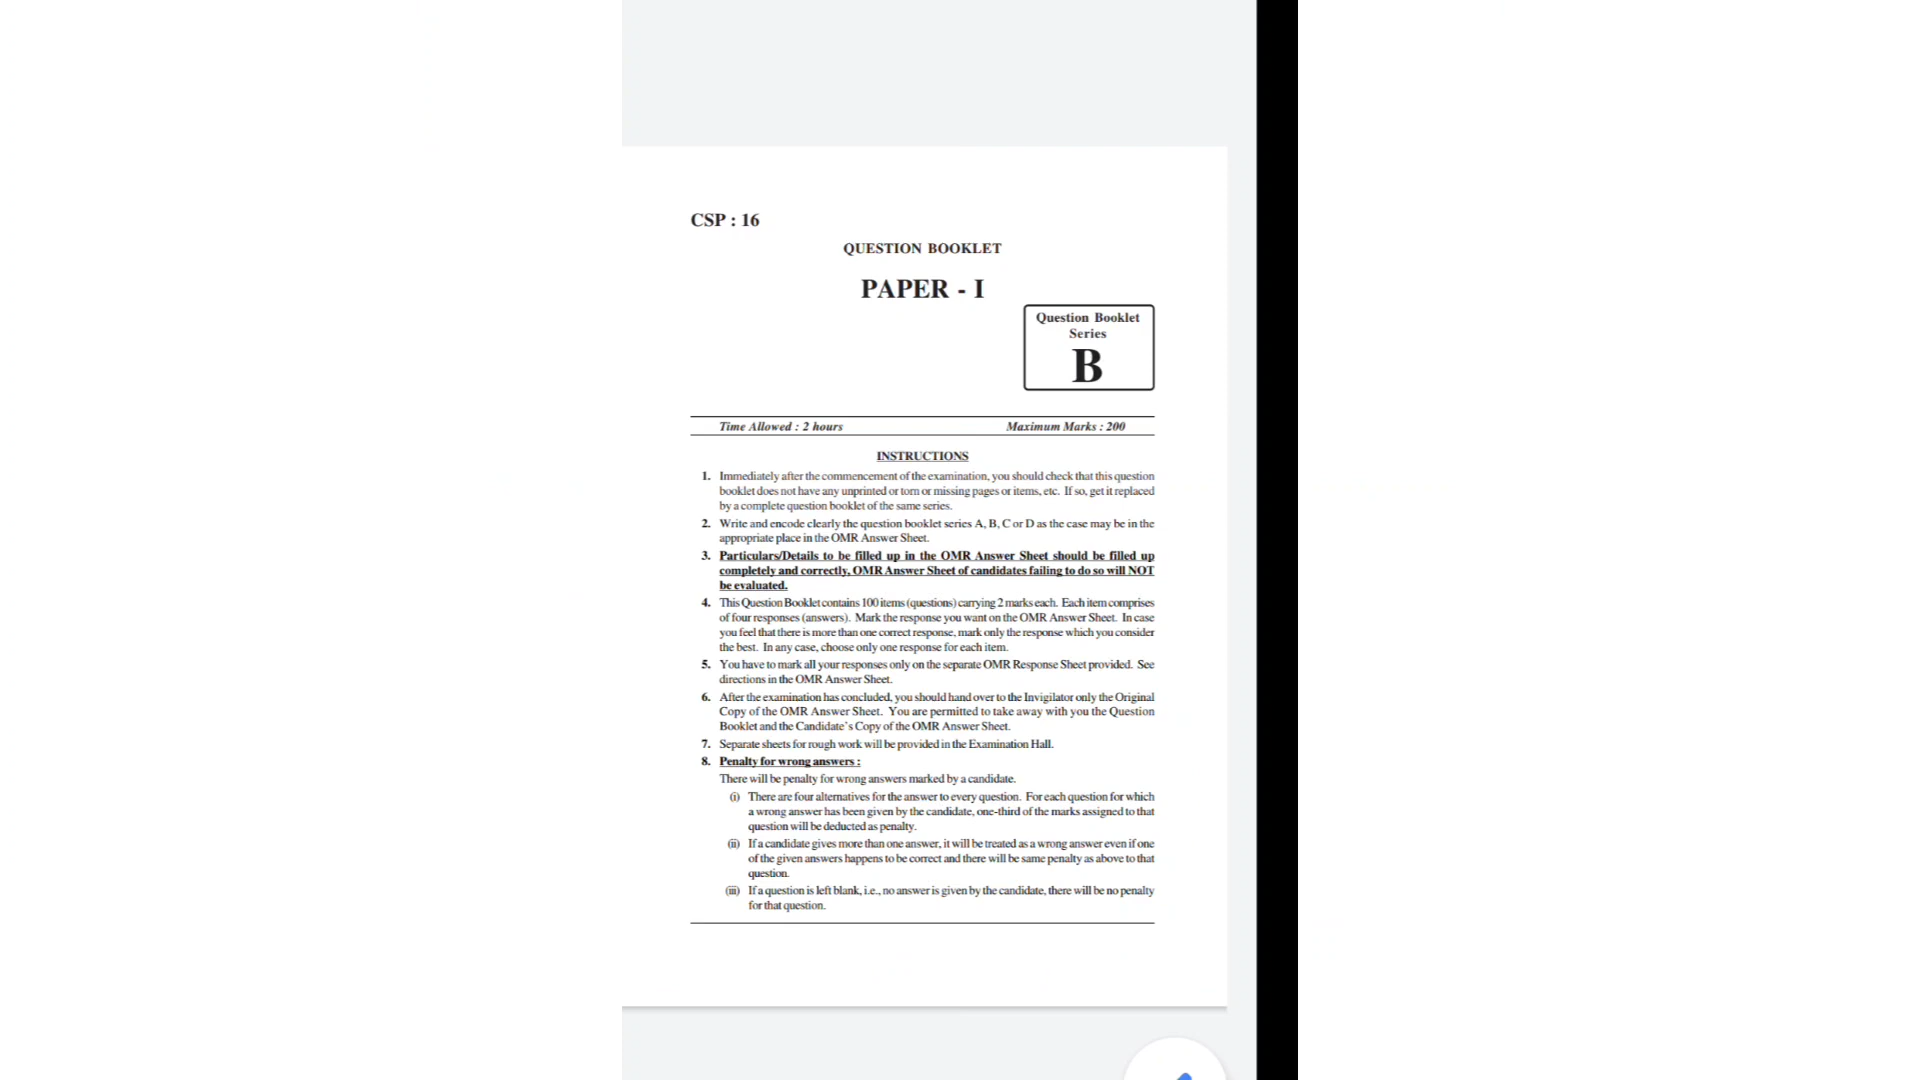 CSP : 16
QUESTION BOOKLET
PAPER - I
Question Booklet
Series
B
Time Allowed : 2 hours Maximum Marks : 200
INSTRUCTIONS
1. Immediately after the commencement of the examination, you should check that this question
booklet does not have any unprinted or torn or missing pages or items, etc. If so, get it replaced
by a complete question booklet of the same series.
2. Write and encode clearly the question booklet series A, B, C or D as the case may be in the
appropriate place in the OMR Answer Sheet.
3. Particulars/Details to be filled up in the OMR Answer Sheet should be filled up
completely and correctly, OMR Answer Sheet of candidates failing to do so will NOT
be evaluated.
4. This Question Booklet contains 100 items (questions) carrying 2 marks each. Each item comprises
of four responses (answers). Mark the response you want on the OMR Answer Sheet. In case
you feel that there is more than one correct response, mark only the response which you consider
the best. In any case, choose only one response for each item.
5. You have to mark all your responses only on the separate OMR Response Sheet provided. See
directions in the OMR Answer Sheet.
6. After the examination has concluded, you should hand over to the Invigilator only the Original
Copy of the OMR Answer Sheet. You are permitted to take away with you the Question
Booklet and the Candidate's Copy of the OMR Answer Sheet.
7. Separate sheets for rough work will be provided in the Examination Hall.
8. Penalty for wrong answers :
There will be penalty for wrong answers marked by a candidate.
(i) There are four alternatives for the answer to every question. For each question for which
a wrong answer has been given by the candidate, one-third of the marks assigned to that
question will be deducted as penalty.
(ii) If a candidate gives more than one answer, it will be treated as a wrong answer even if one
of the given answers happens to be correct and there will be same penalty as above to that
question.
(iii) If a question is left blank, i.e., no answer is given by the candidate, there will be no penalty
for that question.